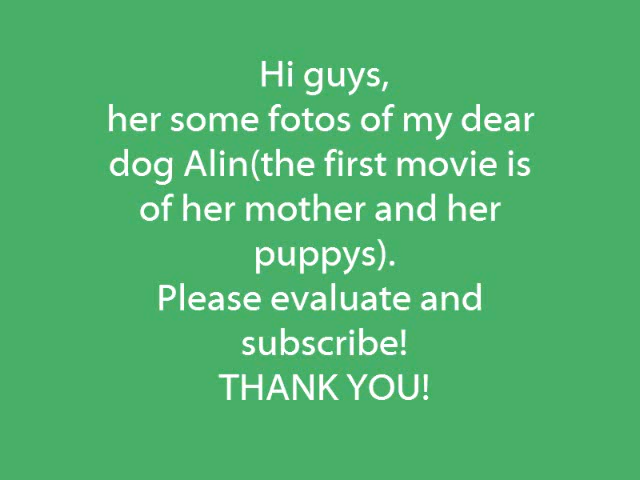 Hi guys,
her some fotos of my dear
dog Alin(the first movie is
of her mother and her
puppys).
Please evaluate and
subscribe!
THANK YOU!